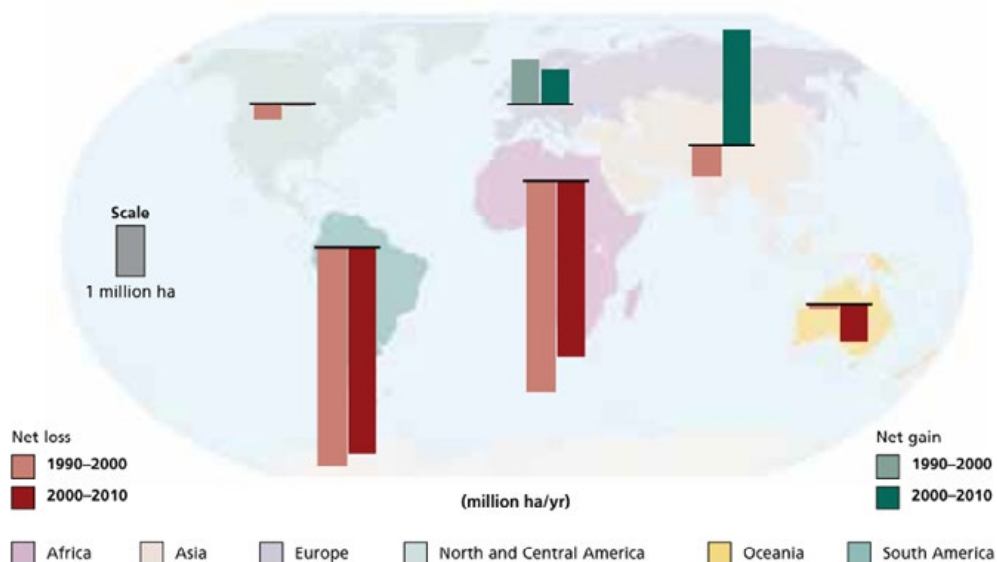 Scale
1 million ha
Net loss
1990–2000
2000–2010
(million ha/yr)
Net gain
1990–2000
2000–2010
Africa
Asia
Europe
North and Central America
Oceania
South America